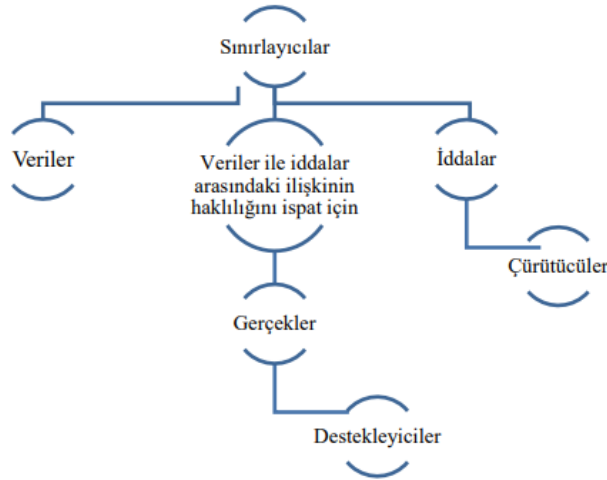 Sınırlayıcılar
Veriler
Veriler ile iddalar
arasındaki ilişkinin
haklılığını ispat için
İddalar
Çürütücüler
Gerçekler
Destekleyiciler